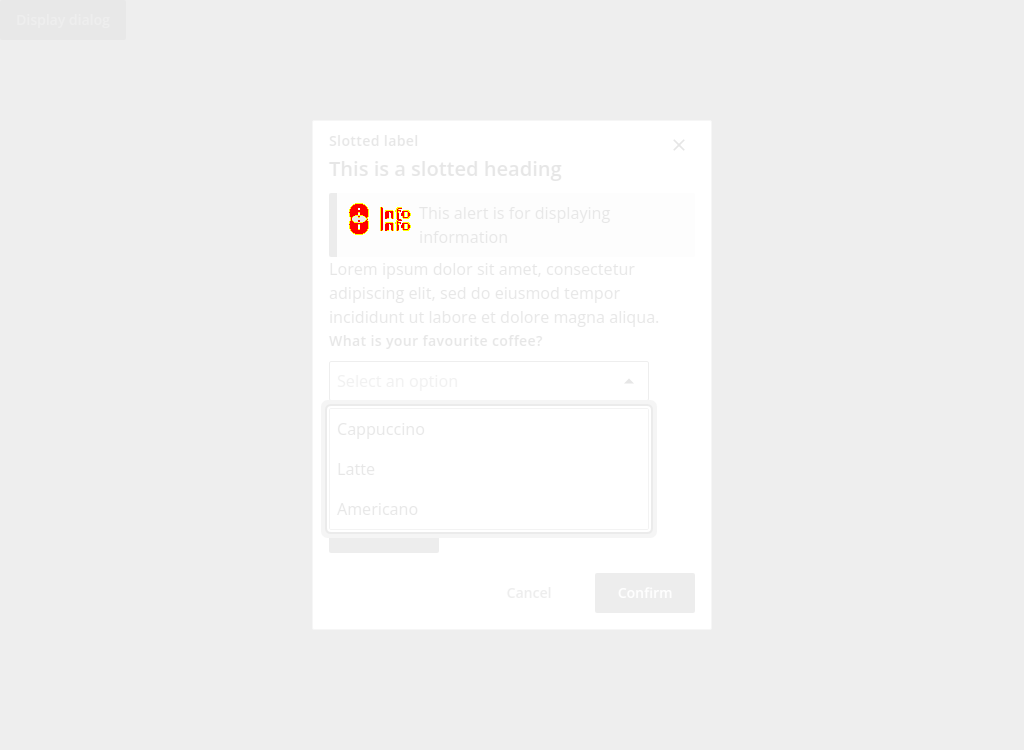 Display dialog
Slotted label
This is a slotted heading
Info
This alert is for displaying
information
Lorem ipsum dolor sit amet, consectetur
adipiscing elit, sed do eiusmod tempor
incididunt ut labore et dolore magna aliqua.
What is your favourite coffee?
Select an option
Cappuccino
Latte
Americano
Cancel
Confirm